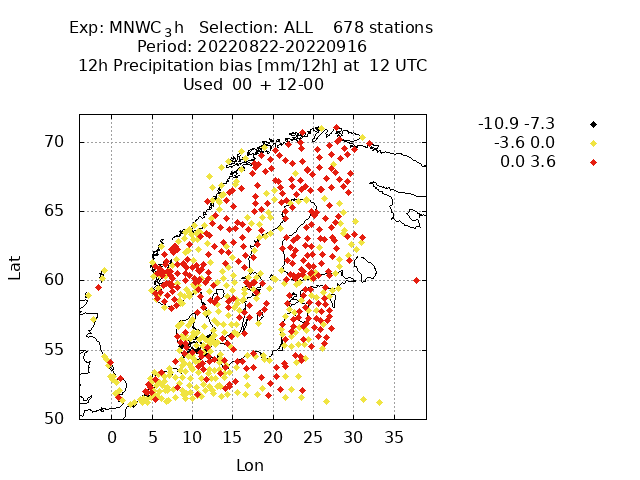 Exp: MNWC_3h Selection: ALL 678 stations
Period: 20220822-20220916
12h Precipitation bias [mm/12h] at 12 UTC
Used 00 + 12-00
-10.9 -7.3
-3.6 0.0
0.0 3.6
70
65
60
55
50
Lat
0 5 10 15 20 25 30 35
Lon